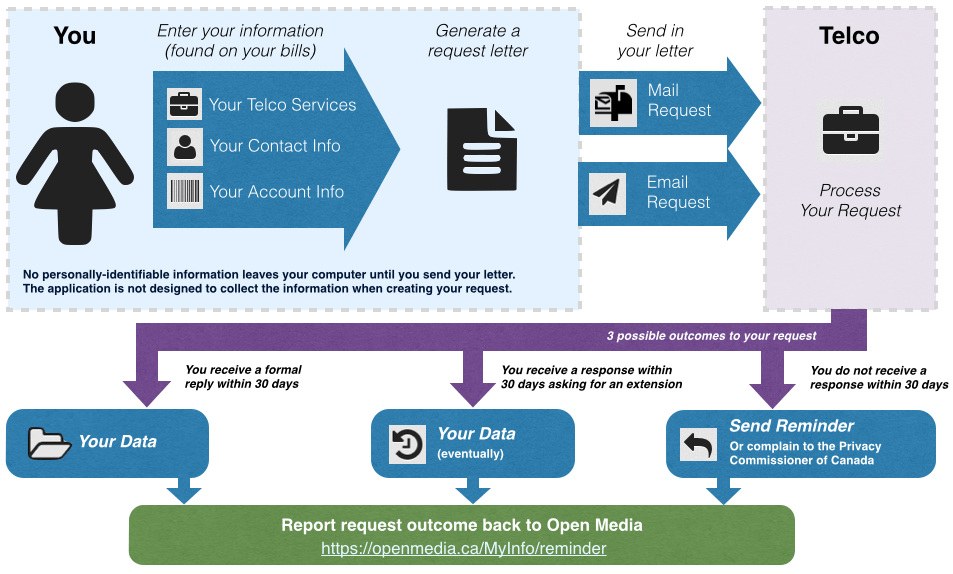 You
Enter your information
(found on your bills)
Your Telco Services
Your Contact Info
Your Account Info
Generate a
request letter
No personally-identifiable information leaves your computer until you send your letter.
The application is not designed to collect the information when creating your request.
Send in
your letter
Mail
Request
Email
Request
Telco
Process
Your Request
3 possible outcomes to your request
You receive a formal
reply within 30 days
You receive a response within
30 days asking for an extension
You do not receive a
response within 30 days
Your Data
Your Data
(eventually)
Send Reminder
Or complain to the Privacy
Commissioner of Canada
Report request outcome back to Open Media
https://openmedia.ca/MyInfo/reminder